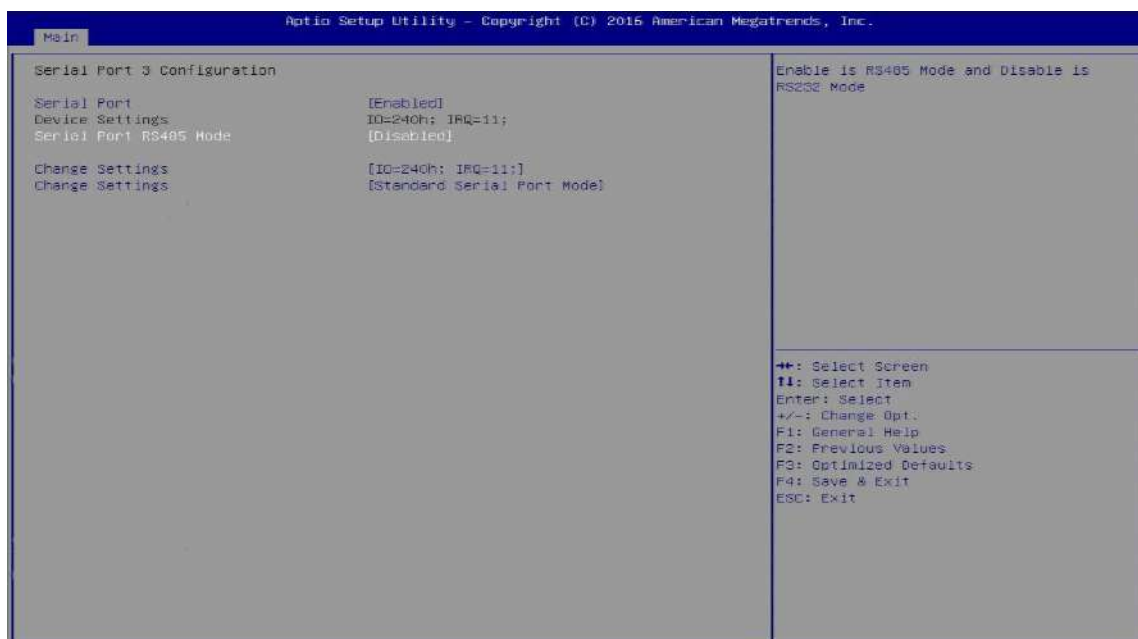 Aptio Setup Utility – Copyright (C) 2016 American Megatrends, Inc.
Main
Serial Port 3 Configuration
Serial Port [Enabled]
Device Settings IO=240h; IRQ=11;
Serial Port RS485 Mode [Disabled]
Change Settings [IO=240h; IRQ=11;]
Change Settings [Standard Serial Port Mode]
Enable is RS485 Mode and Disable is
RS232 Mode
→←: Select Screen
↑↓: Select Item
Enter: Select
+/-: Change Opt.
F1: General Help
F2: Previous Values
F3: Optimized Defaults
F4: Save & Exit
ESC: Exit